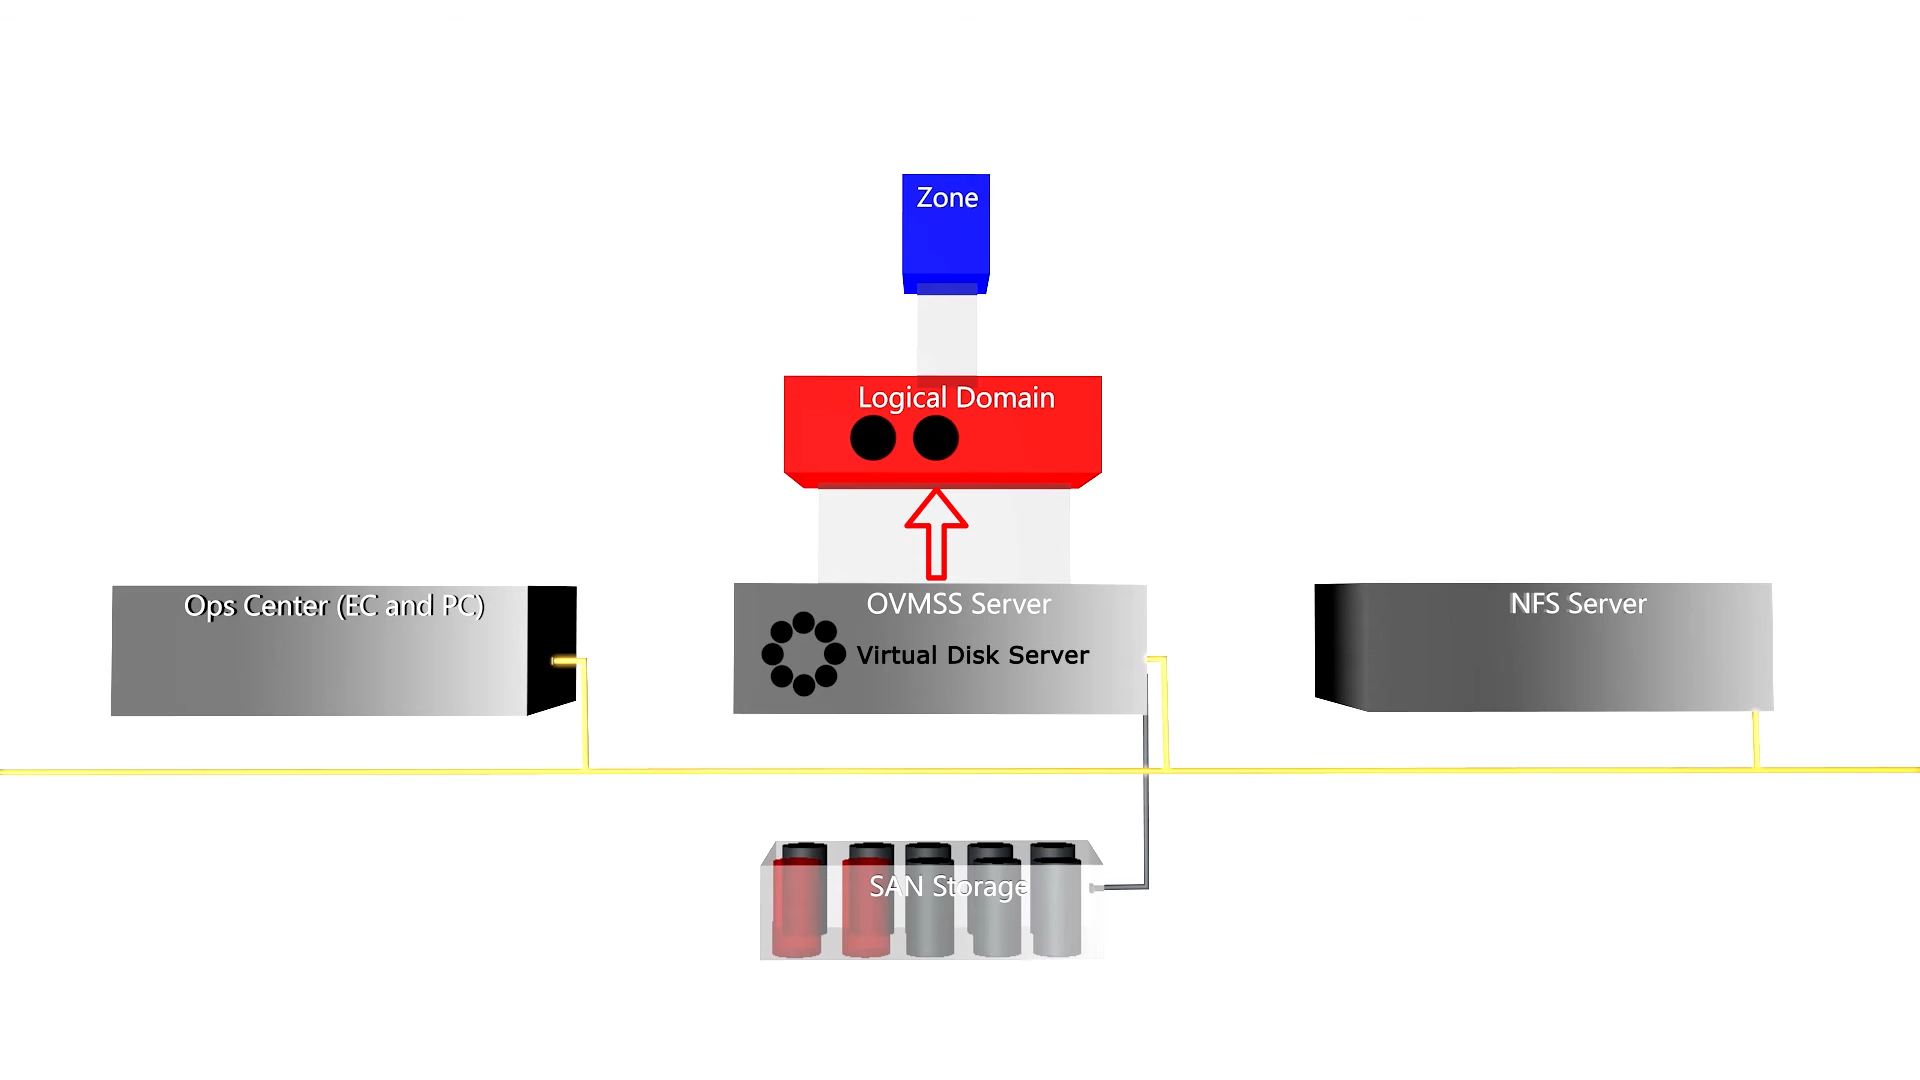 Zone
Logical Domain
Ops Center (EC and PC)
OVMSS Server
NFS Server
Virtual Disk Server
SAN Storage